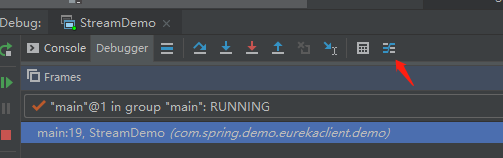 Debug: StreamDemo
Console Debugger
Frames
"main"@1 in group "main": RUNNING
main:19, StreamDemo (com.spring.demo.eurekaclient.demo)